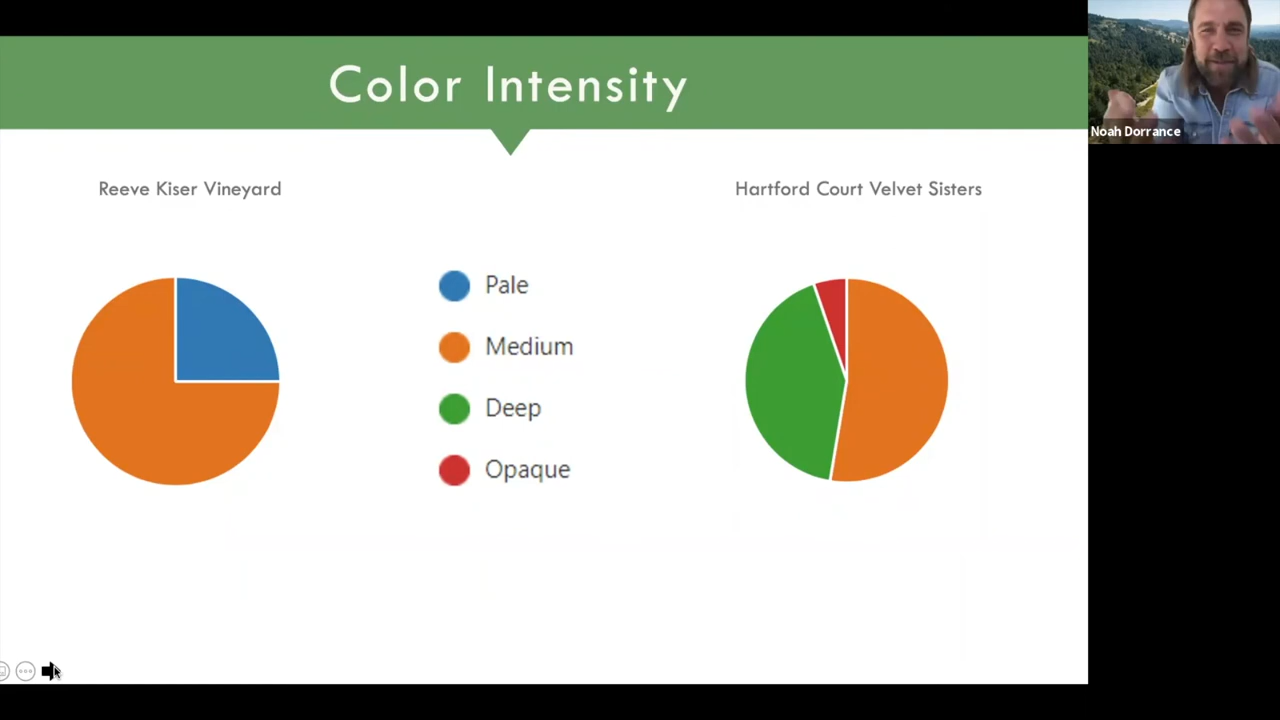 Color Intensity
Noah Dorrance
Reeve Kiser Vineyard
Hartford Court Velvet Sisters
Pale
Medium
Deep
Opaque